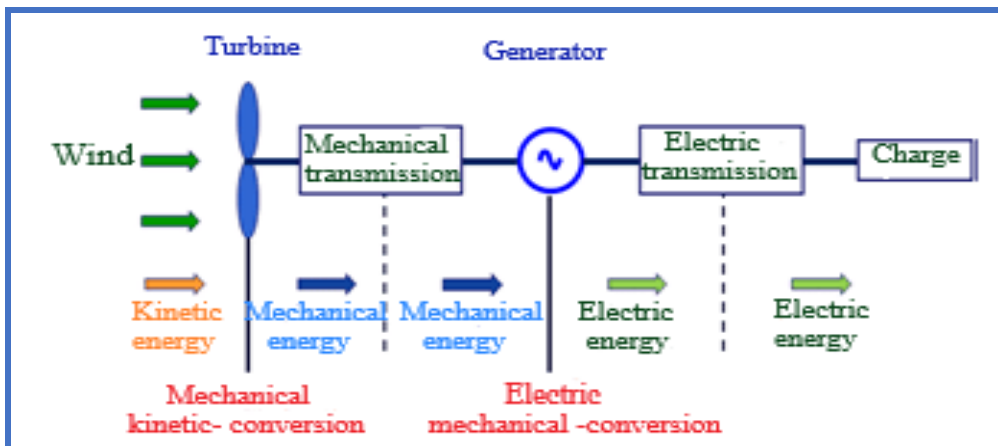 Turbine
Generator
Wind
Mechanical
transmission
Electric
transmission
Charge
Kinetic
energy
Mechanical
energy
Mechanical
energy
Electric
energy
Electric
energy
Mechanical
kinetic- conversion
Electric
mechanical -conversion